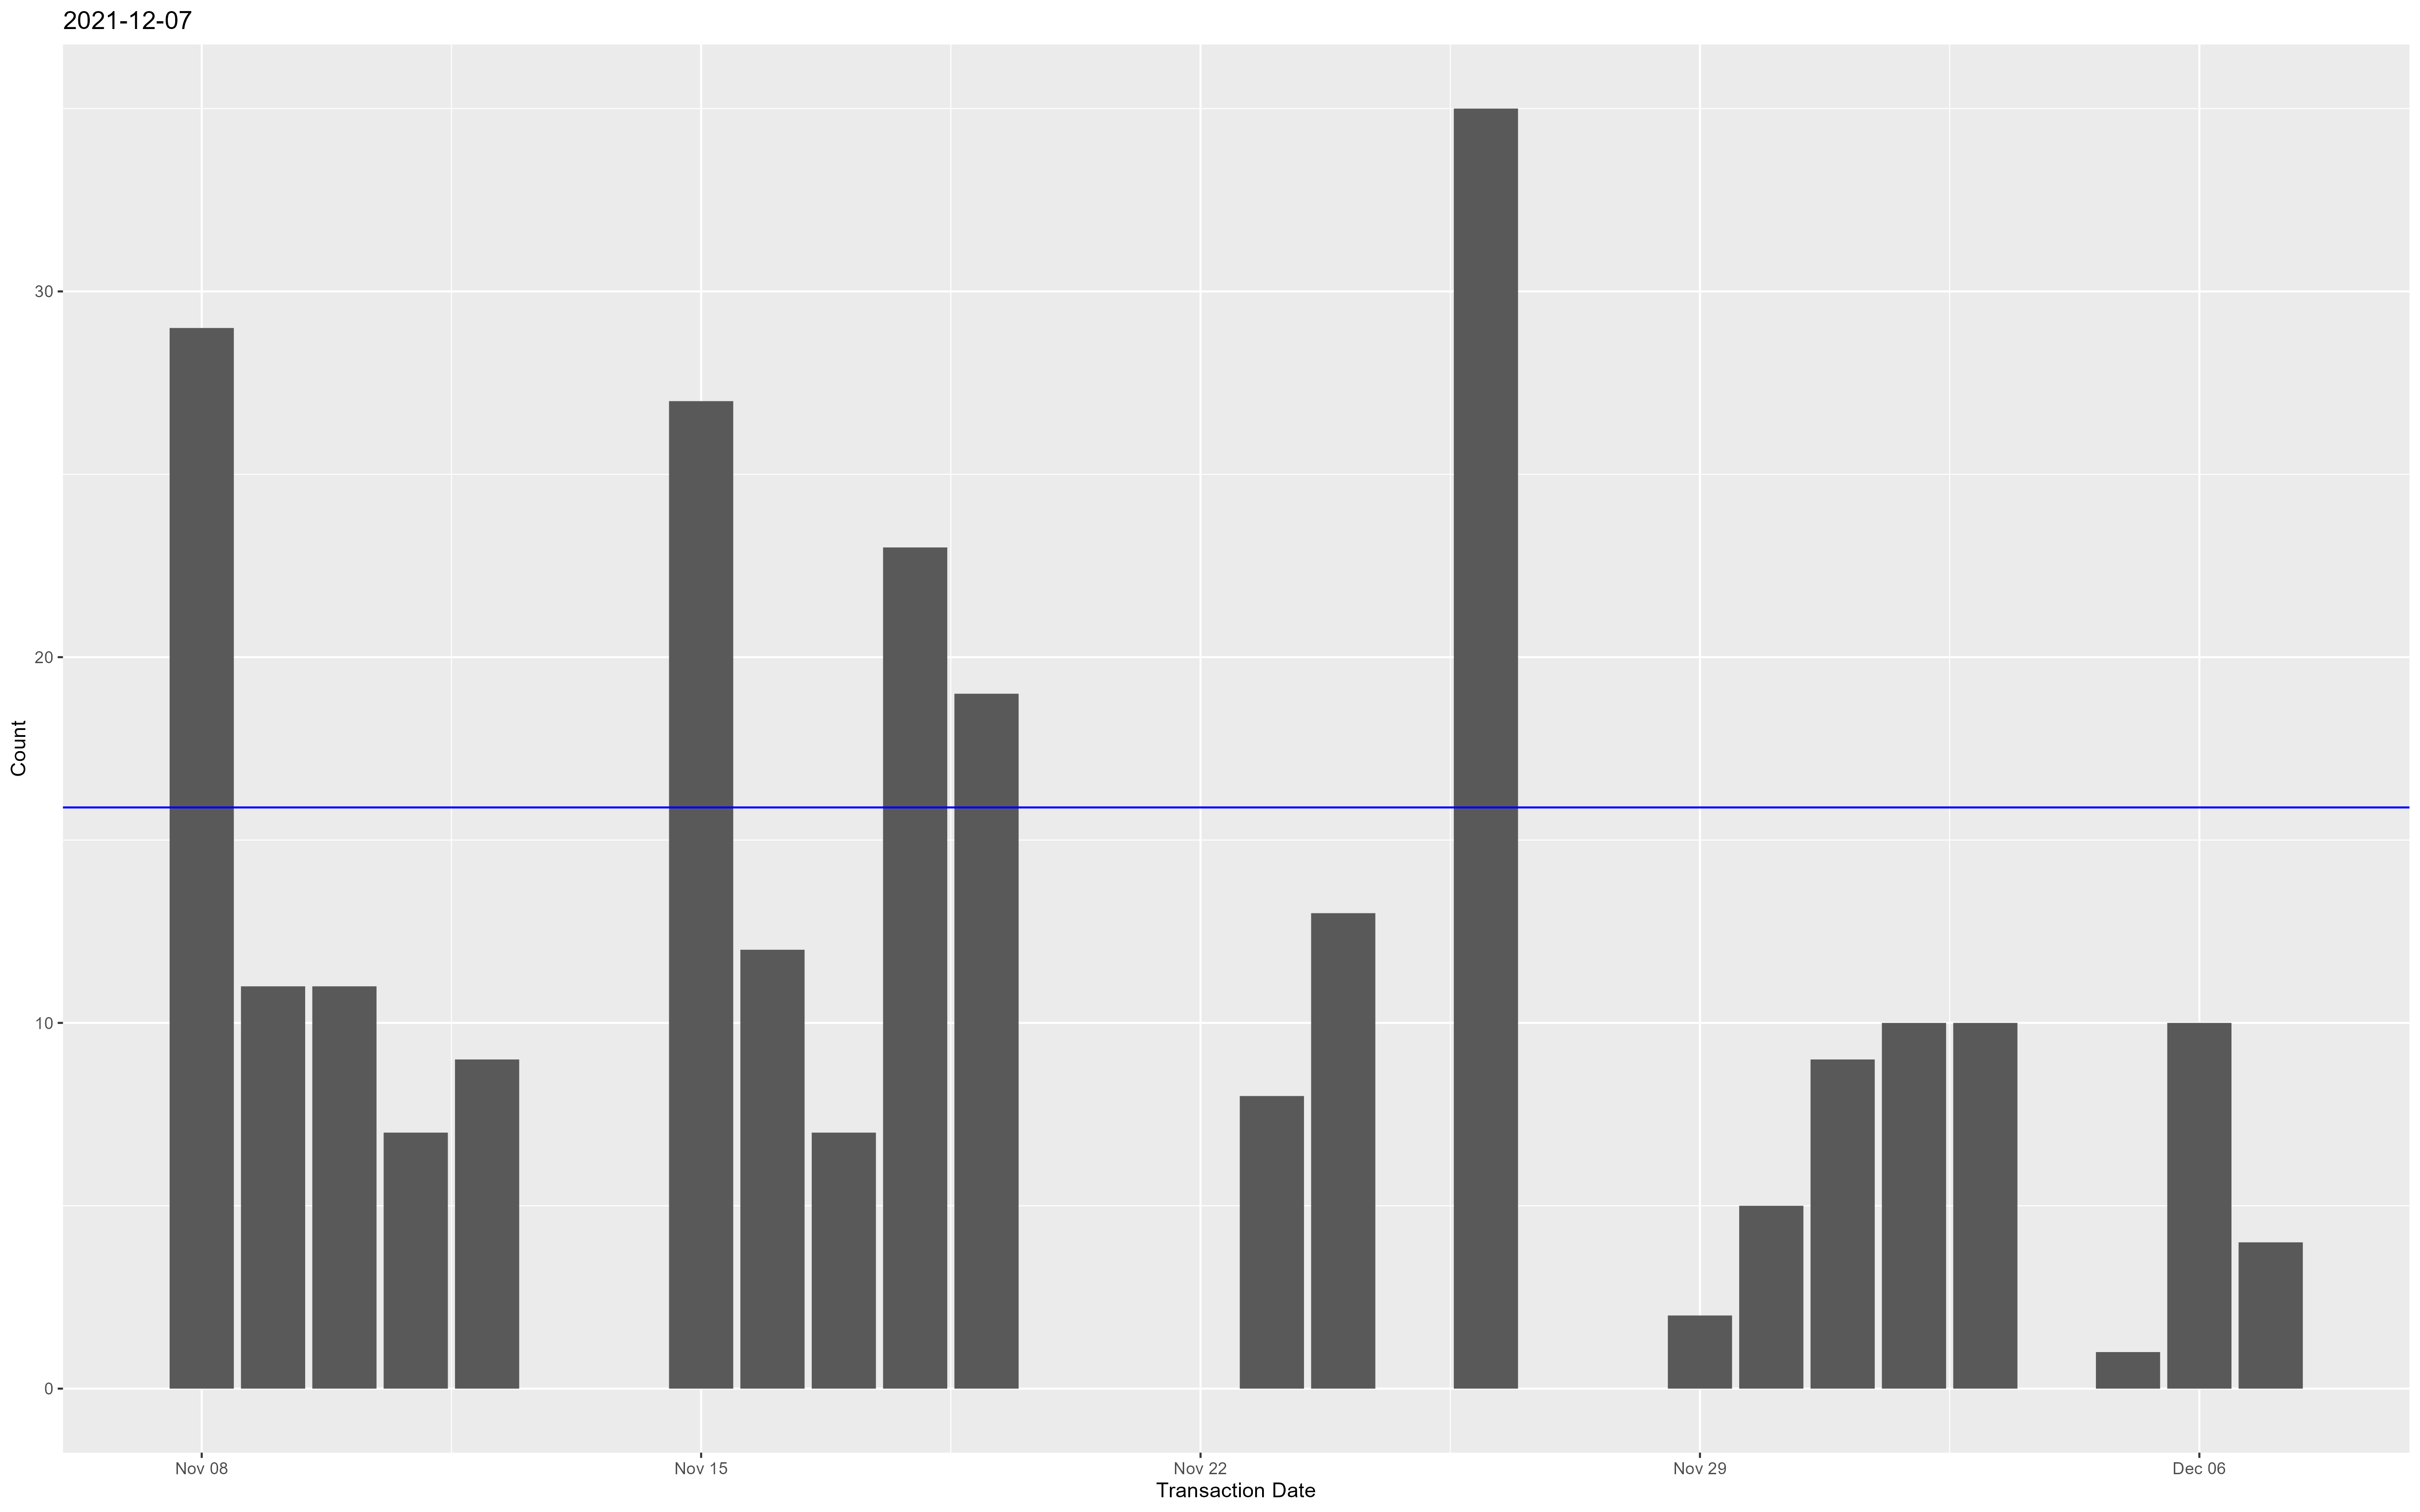 2021-12-07
30
20
10
0
Count
Nov 08
Nov 15
Nov 22
Nov 29
Dec 06
Transaction Date